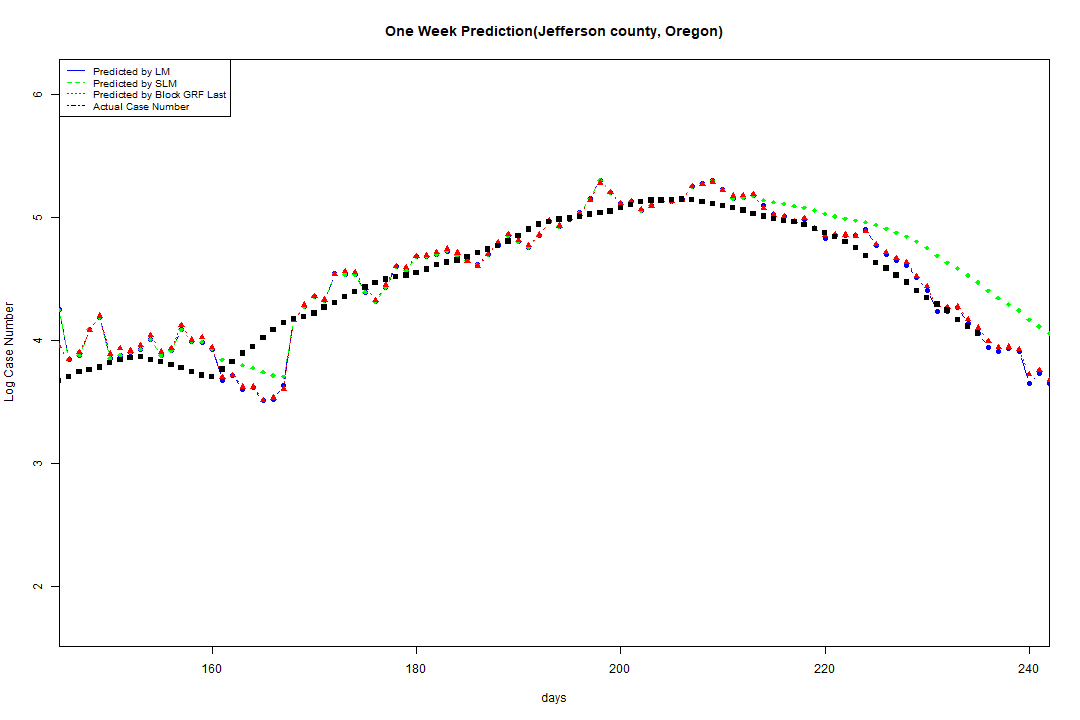 One Week Prediction(Jefferson county, Oregon)
Predicted by LM
Predicted by SLM
Predicted by Block GRF Last
Actual Case Number
6
5
4
3
2
Log Case Number
160
180
200
220
240
days